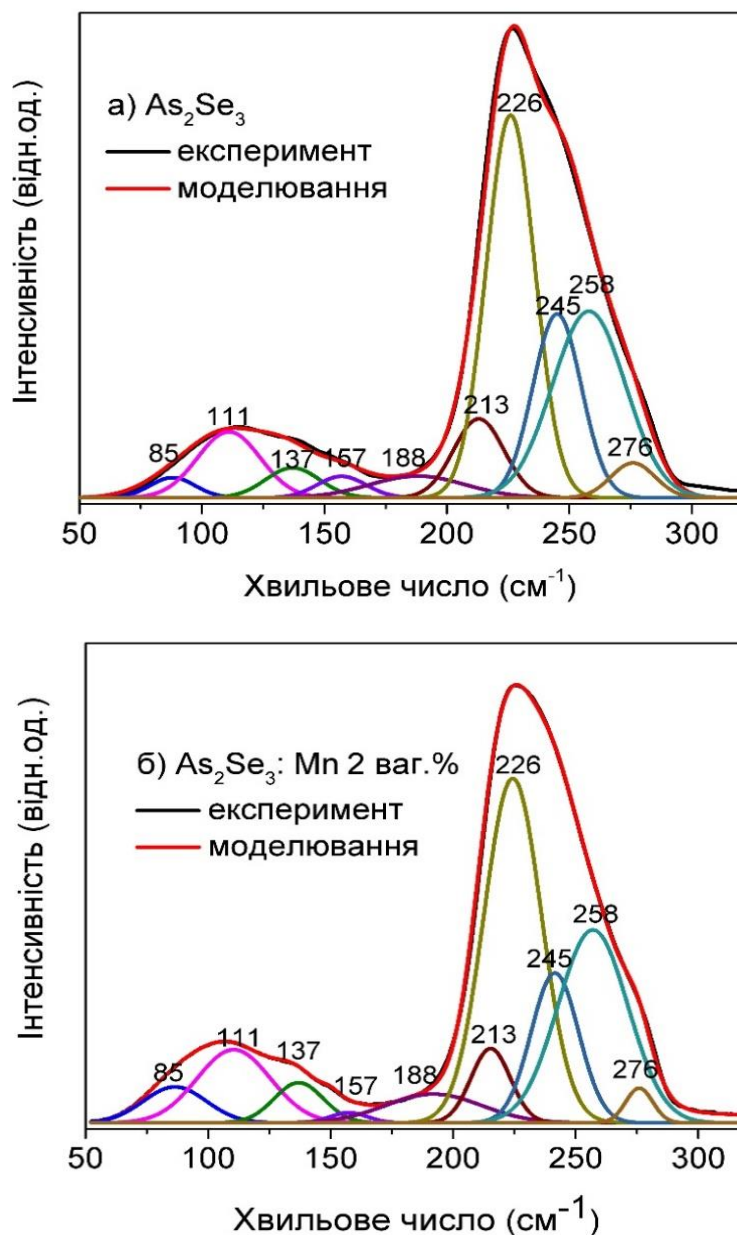 Інтенсивність (відн.од.)
а) As₂Se₃
експеримент
моделювання
85
111
137
157
188
213
226
245
258
276
50 100 150 200 250 300
Хвильове число (см⁻¹)
Інтенсивність (відн.од.)
б) As₂Se₃: Mn 2 ваг.%
експеримент
моделювання
85
111
137
157
188
213
226
245
258
276
50 100 150 200 250 300
Хвильове число (см⁻¹)